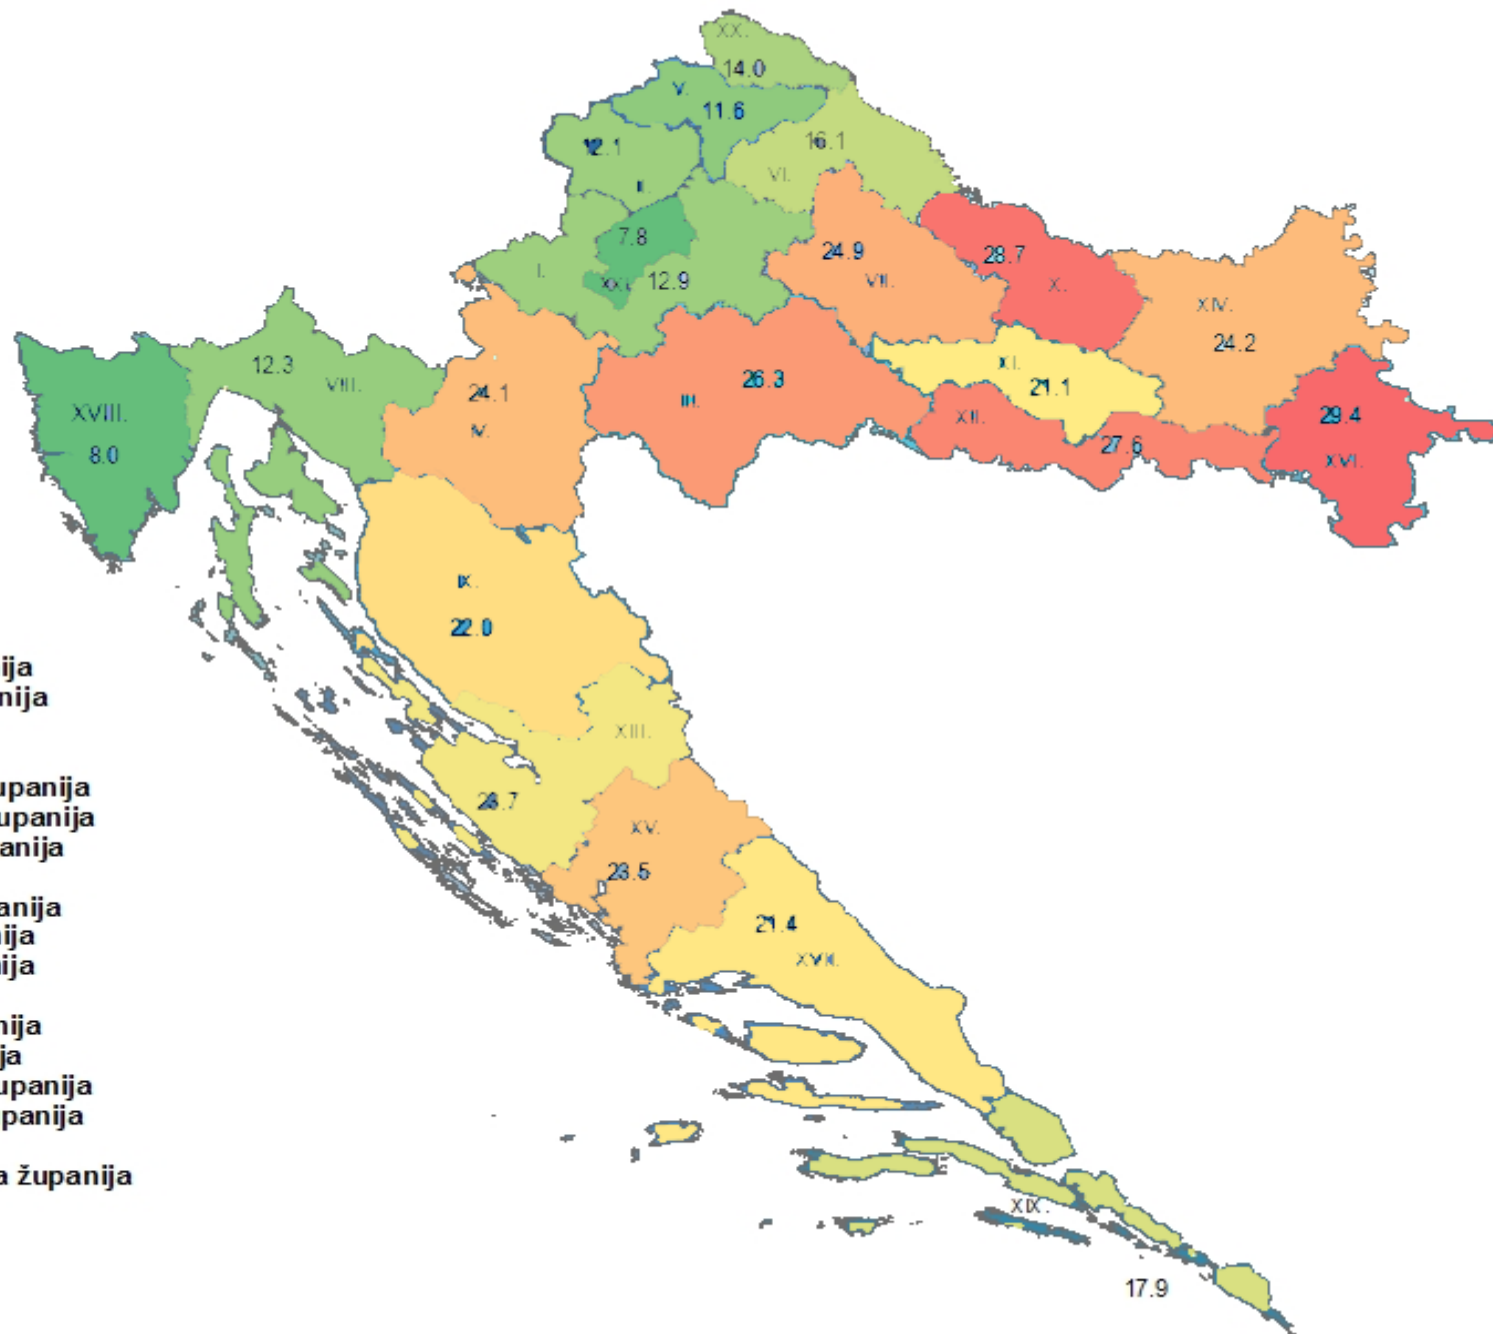 XX.
14.0
V.
11.6
12.1
II.
16.1
VI.
7.8
XXI.
I.
12.9
24.9
VII.
28.7
X.
XIV.
24.2
12.3
VIII.
XVIII.
8.0
24.1
IV.
III.
26.3
XI.
21.1
XII.
27.6
29.4
XVI.
IX.
22.0
XIII.
XV.
23.5
21.4
XVII.
XIX.
17.9
ija
nija
upanija
upanija
anija
anija
nija
ija
nija
ja
upanija
panija
a županija